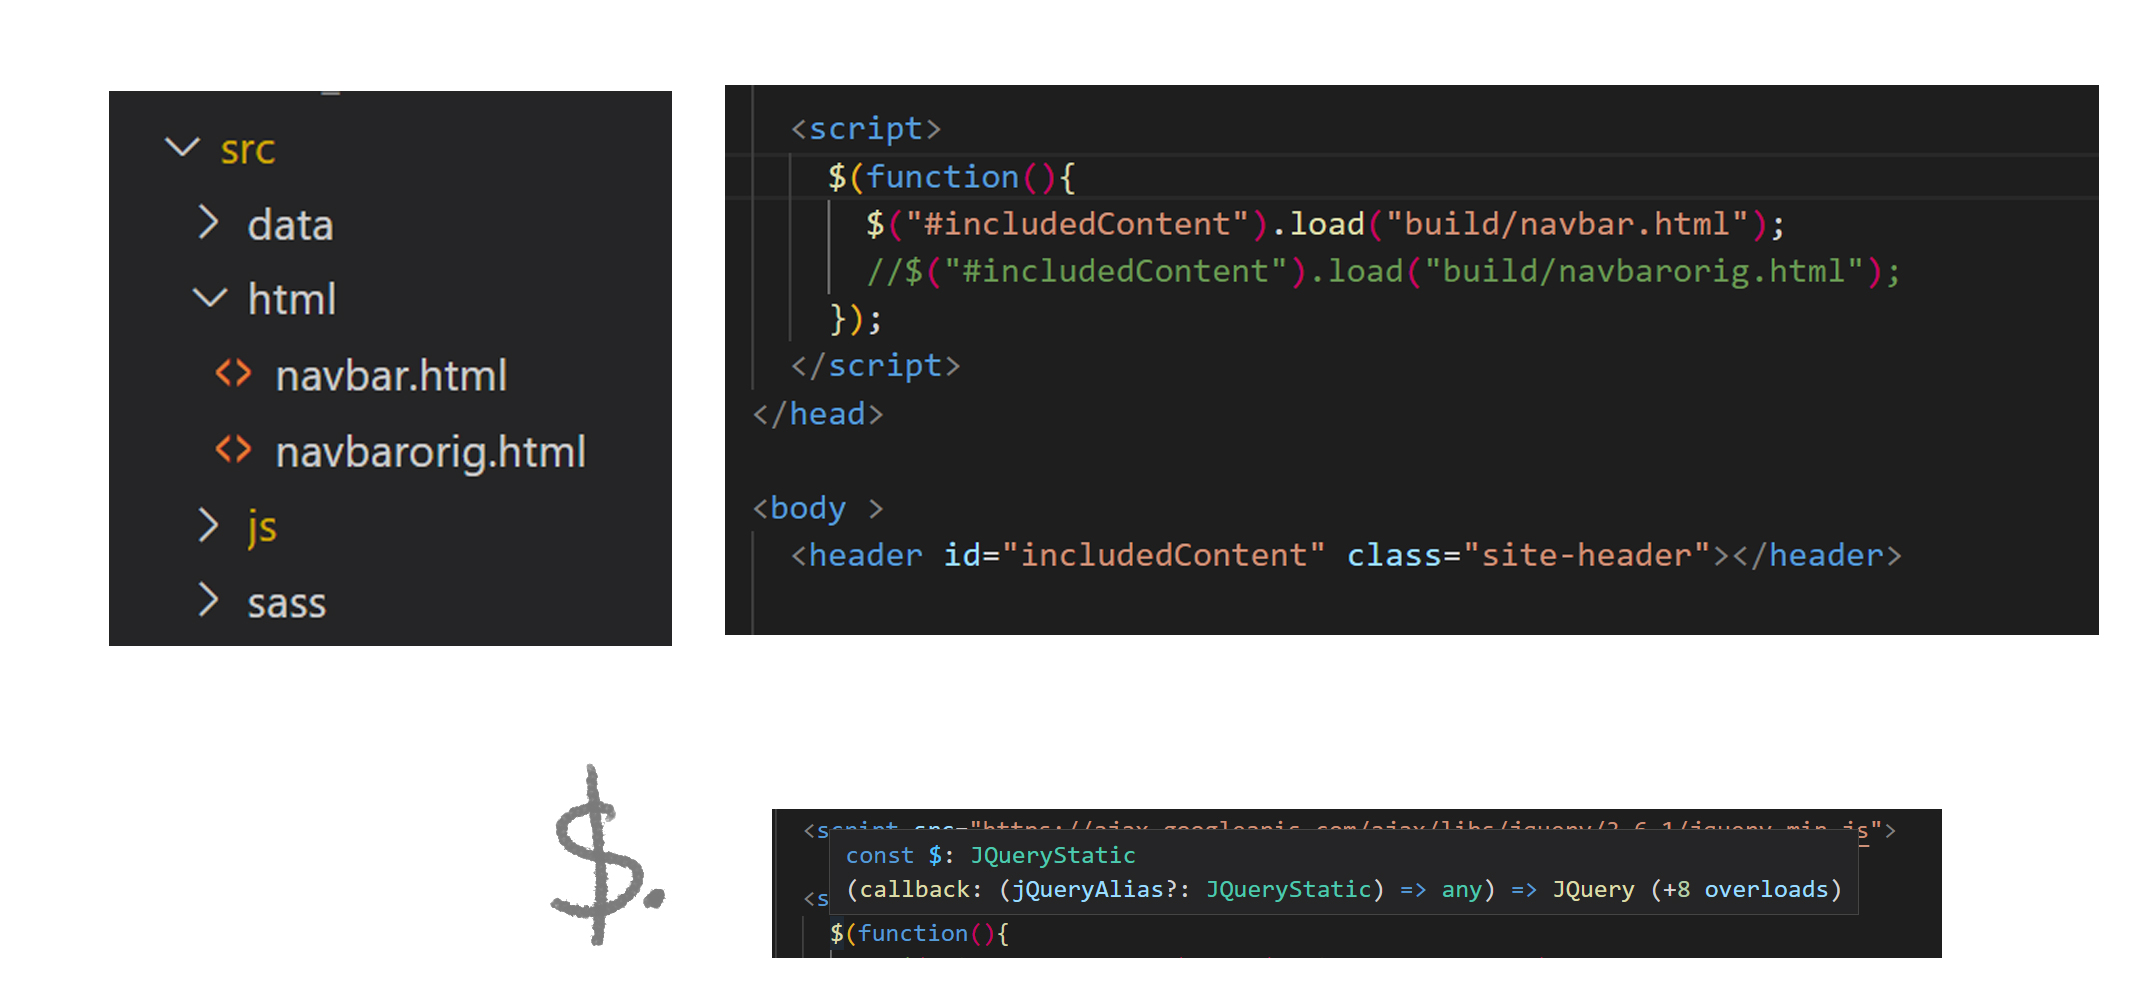 src
data
html
<> navbar.html
<> navbarorig.html
js
sass
<script>
$(function(){
$("#includedContent").load("build/navbar.html");
//$("#includedContent").load("build/navbarorig.html");
});
</script>
</head>
<body >
<header id="includedContent" class="site-header"></header>
$.
<script src="https://ajax.googleapis.com/ajax/libs/jquery/3.6.1/jquery.min.js">
const $: JQueryStatic
(callback: (jQueryAlias?: JQueryStatic) => any) => JQuery (+8 overloads)
<s
$(function(){